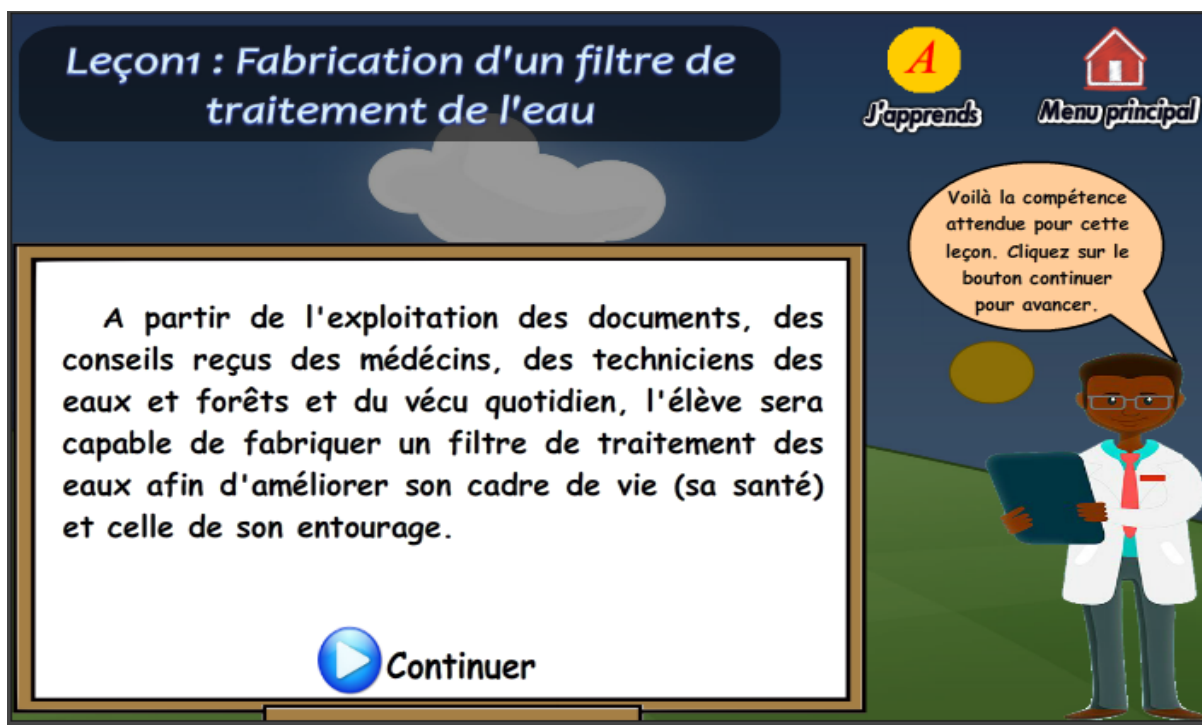 Leçon1 : Fabrication d'un filtre de
traitement de l'eau
A
J'apprends
Menu principal
Voilà la compétence
attendue pour cette
leçon. Cliquez sur le
bouton continuer
pour avancer.
A partir de l'exploitation des documents, des
conseils reçus des médécins, des techniciens des
eaux et forêts et du vécu quotidien, l'élève sera
capable de fabriquer un filtre de traitement des
eaux afin d'améliorer son cadre de vie (sa santé)
et celle de son entourage.
Continuer